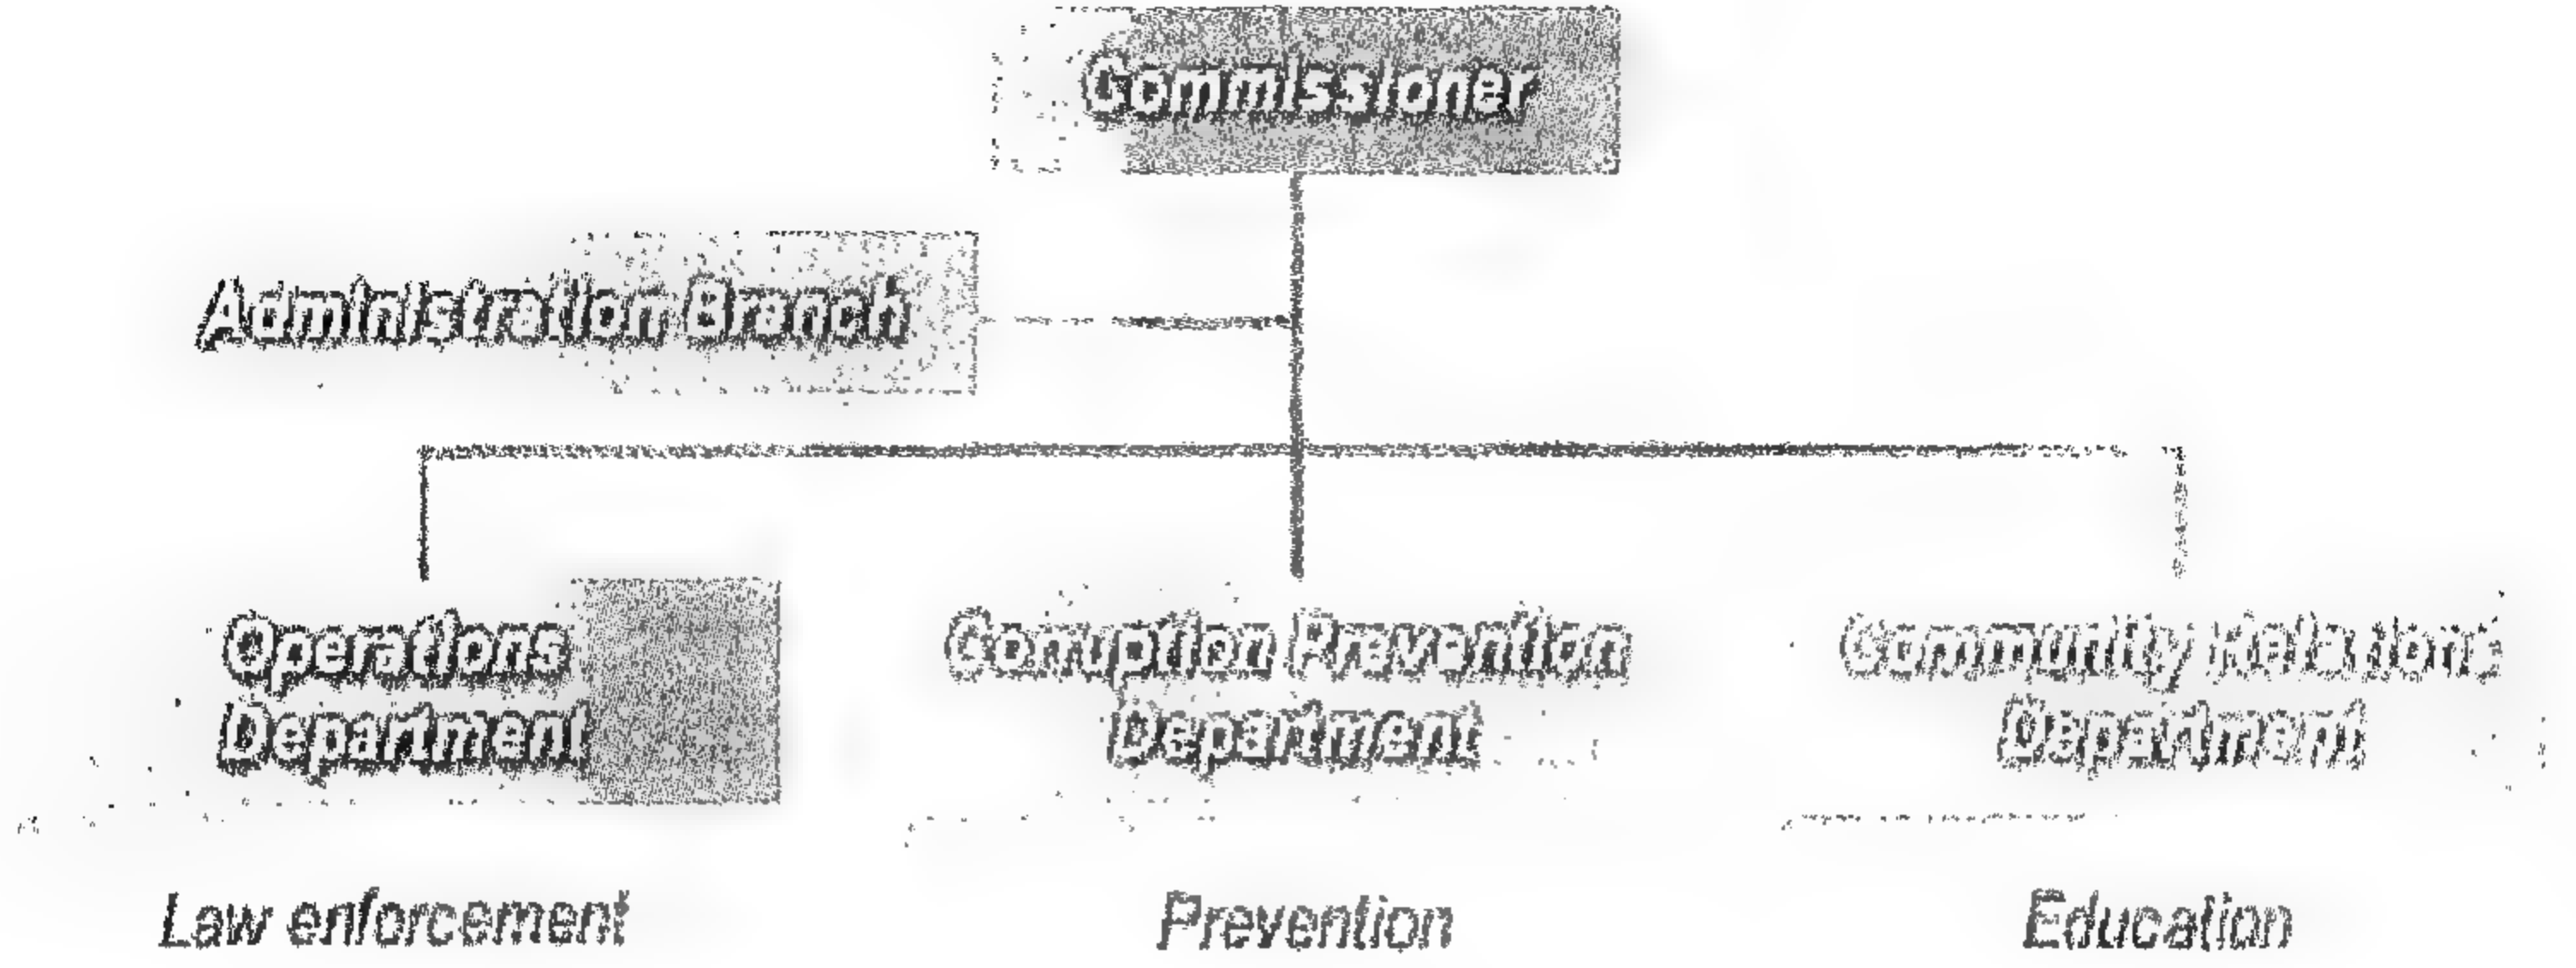 Commissioner
Administration Branch
Operations
Department
Corruption Prevention
Department
Community Relations
Department
Law enforcement
Prevention
Education